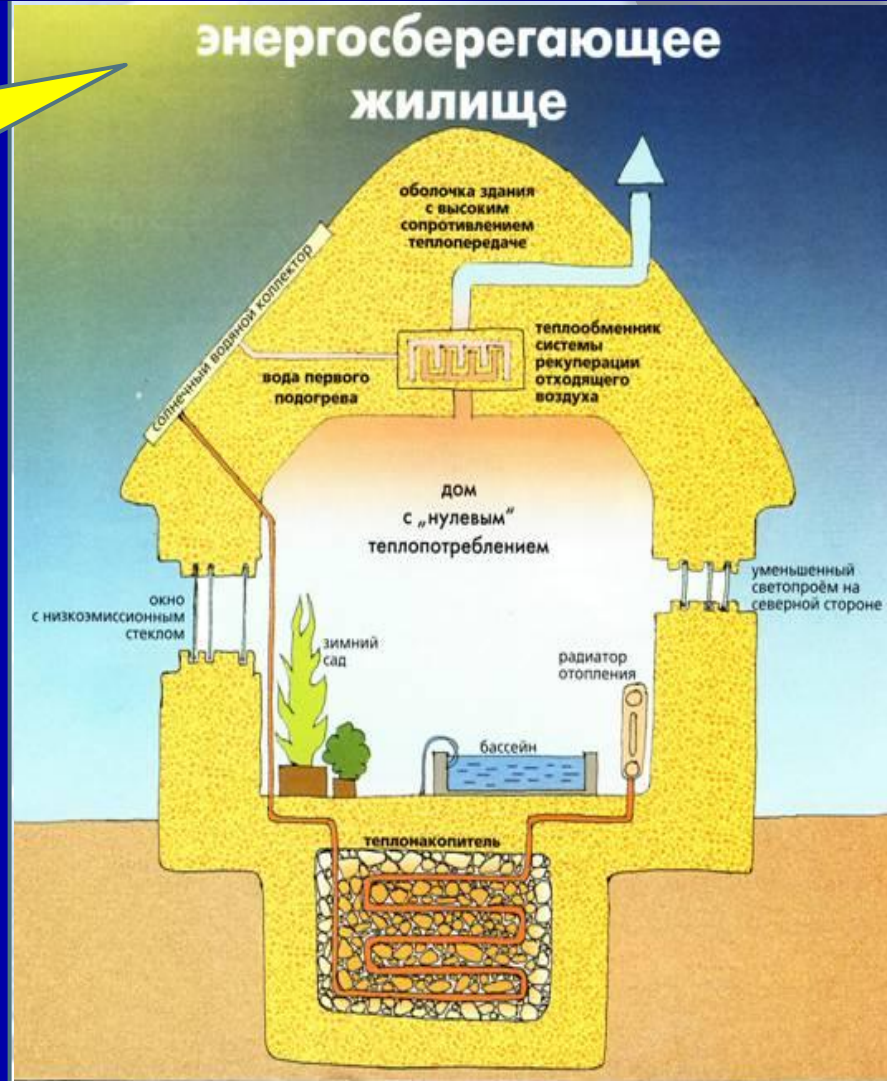 энергосберегающее
жилище
оболочка здания
с высоким
сопротивлением
теплопередаче
солнечный водяной коллектор
вода первого
подогрева
теплообменник
системы
рекуперации
отходящего
воздуха
дом
с „нулевым“
теплопотреблением
окно
с низкоэмиссионным
стеклом
уменьшенный
светопроём на
северной стороне
зимний
сад
радиатор
отопления
бассейн
теплонакопитель